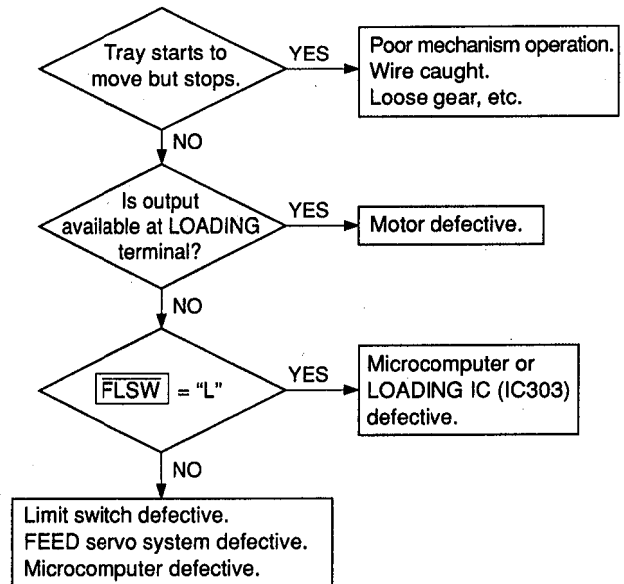 Tray starts to
move but stops.
YES
Poor mechanism operation.
Wire caught.
Loose gear, etc.
NO
Is output
available at LOADING
terminal?
YES
Motor defective.
NO
FLSW = “L”
YES
Microcomputer or
LOADING IC (IC303)
defective.
NO
Limit switch defective.
FEED servo system defective.
Microcomputer defective.